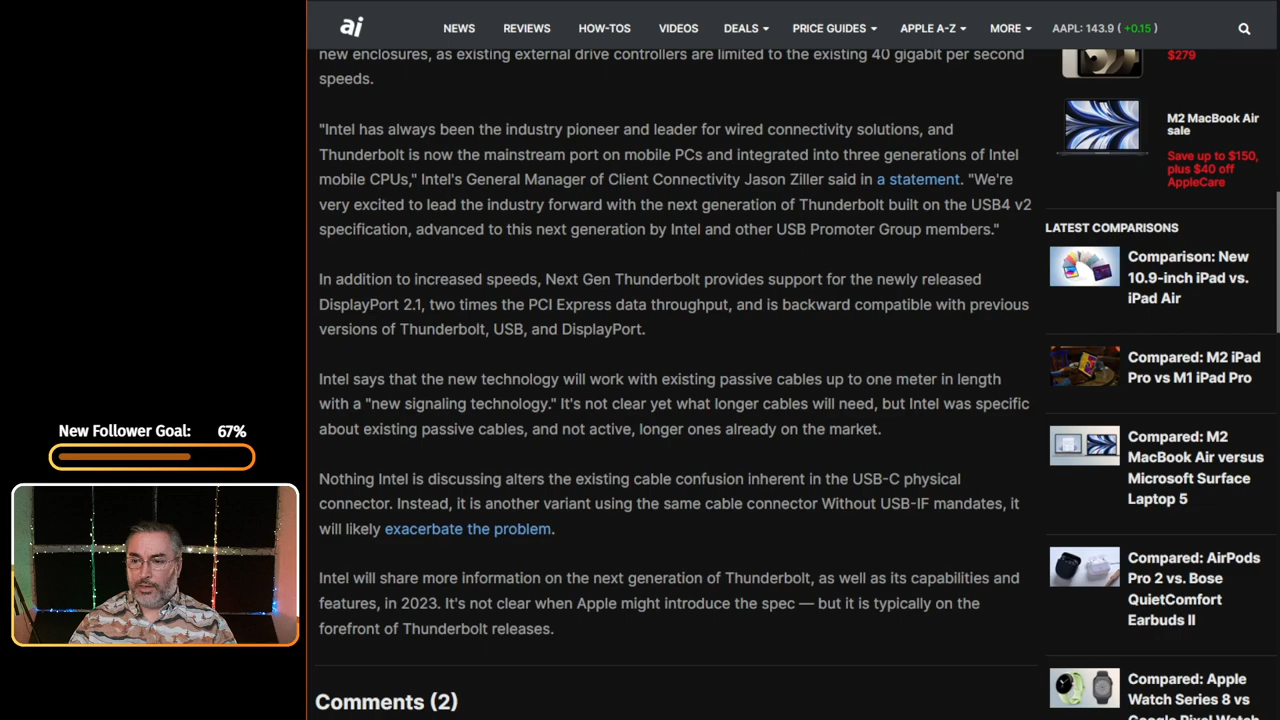 ai
NEWS
REVIEWS
HOW-TOS
VIDEOS
DEALS
PRICE GUIDES
APPLE A-Z
MORE
AAPL: 143.9 ( +0.15 )
new enclosures, as existing external drive controllers are limited to the existing 40 gigabit per second
speeds.
"Intel has always been the industry pioneer and leader for wired connectivity solutions, and
Thunderbolt is now the mainstream port on mobile PCs and integrated into three generations of Intel
mobile CPUs," Intel's General Manager of Client Connectivity Jason Ziller said in a statement. "We're
very excited to lead the industry forward with the next generation of Thunderbolt built on the USB4 v2
specification, advanced to this next generation by Intel and other USB Promoter Group members."
In addition to increased speeds, Next Gen Thunderbolt provides support for the newly released
DisplayPort 2.1, two times the PCI Express data throughput, and is backward compatible with previous
versions of Thunderbolt, USB, and DisplayPort.
Intel says that the new technology will work with existing passive cables up to one meter in length
with a "new signaling technology." It's not clear yet what longer cables will need, but Intel was specific
about existing passive cables, and not active, longer ones already on the market.
Nothing Intel is discussing alters the existing cable confusion inherent in the USB-C physical
connector. Instead, it is another variant using the same cable connector Without USB-IF mandates, it
will likely exacerbate the problem.
Intel will share more information on the next generation of Thunderbolt, as well as its capabilities and
features, in 2023. It's not clear when Apple might introduce the spec — but it is typically on the
forefront of Thunderbolt releases.
Comments (2)
$279
M2 MacBook Air
sale
Save up to $150,
plus $40 off
AppleCare
LATEST COMPARISONS
Comparison: New
10.9-inch iPad vs.
iPad Air
Compared: M2 iPad
Pro vs M1 iPad Pro
Compared: M2
MacBook Air versus
Microsoft Surface
Laptop 5
Compared: AirPods
Pro 2 vs. Bose
QuietComfort
Earbuds II
Compared: Apple
Watch Series 8 vs
Google Pixel Watch
New Follower Goal: 67%